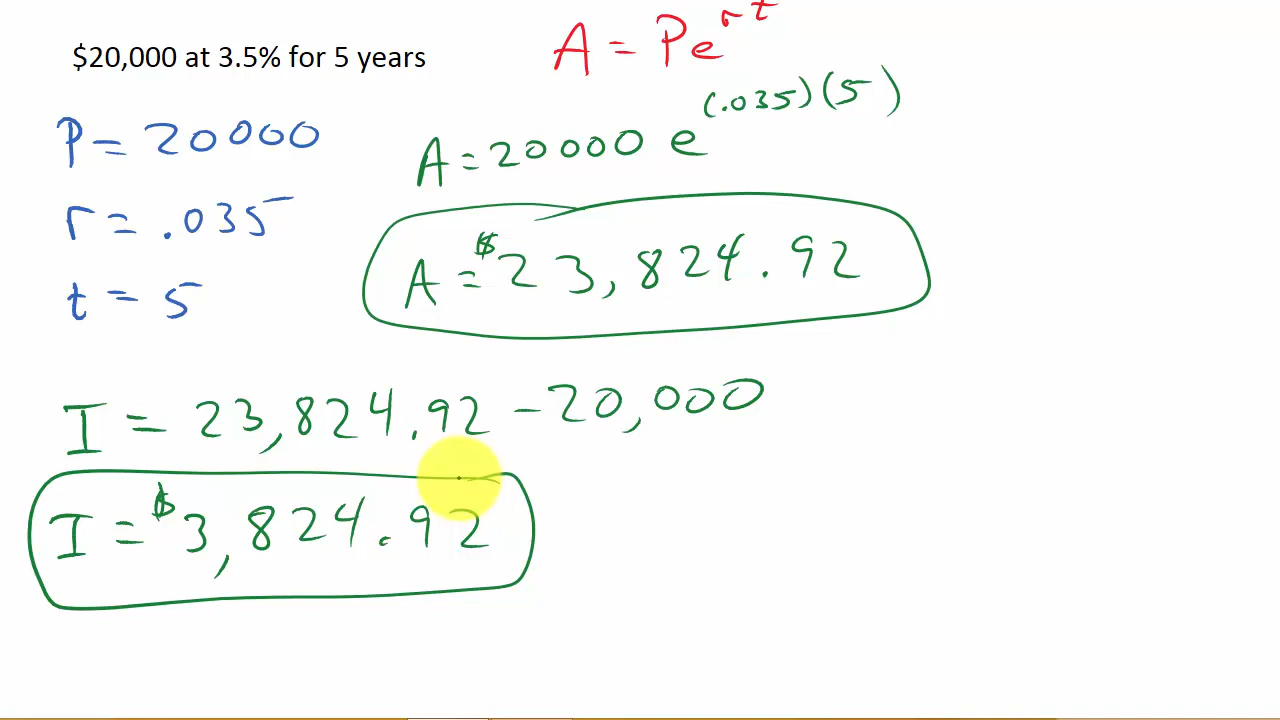 $20,000 at 3.5% for 5 years
A = Pe^rt
P = 20000
r = .035
t = 5
A = 20000 e^(.035)(5)
A = $23,824.92
I = 23,824.92 - 20,000
I = $3,824.92